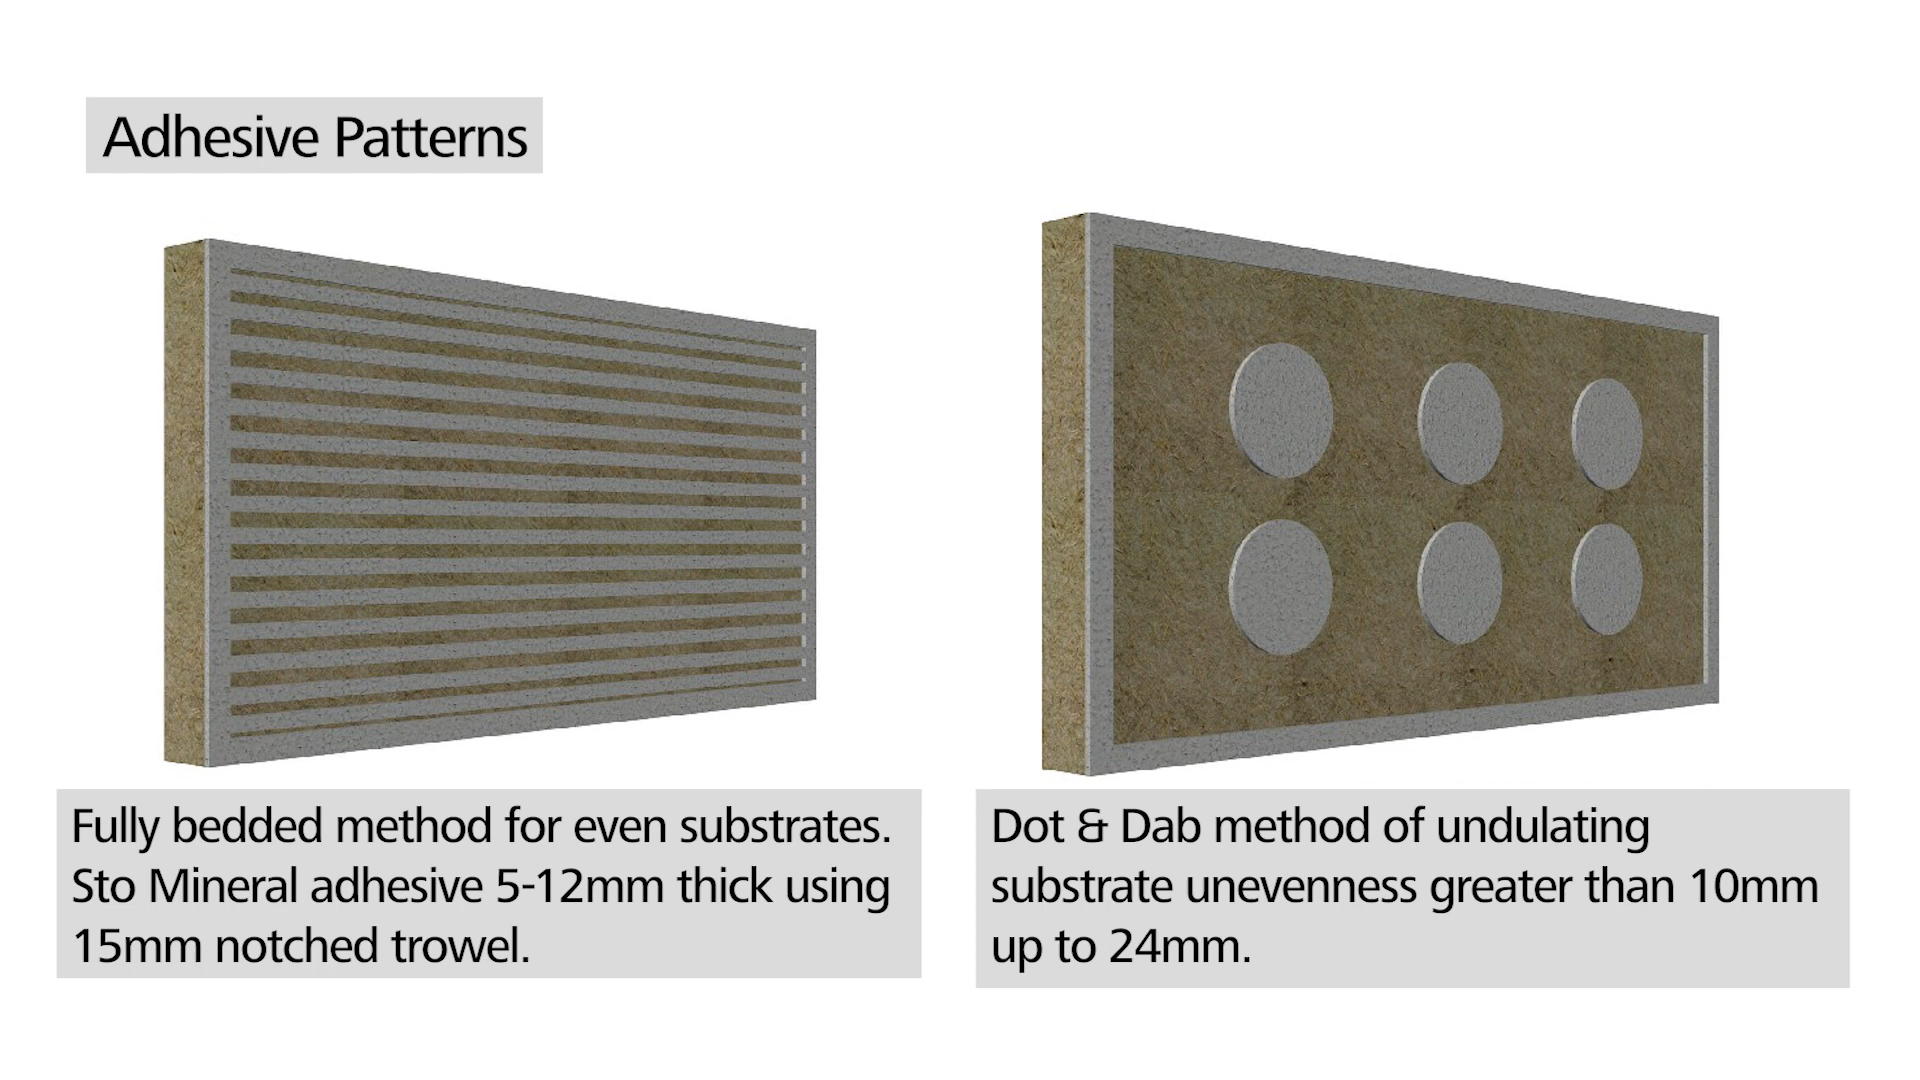 Adhesive Patterns
Fully bedded method for even substrates.
Sto Mineral adhesive 5-12mm thick using
15mm notched trowel.
Dot & Dab method of undulating
substrate unevenness greater than 10mm
up to 24mm.